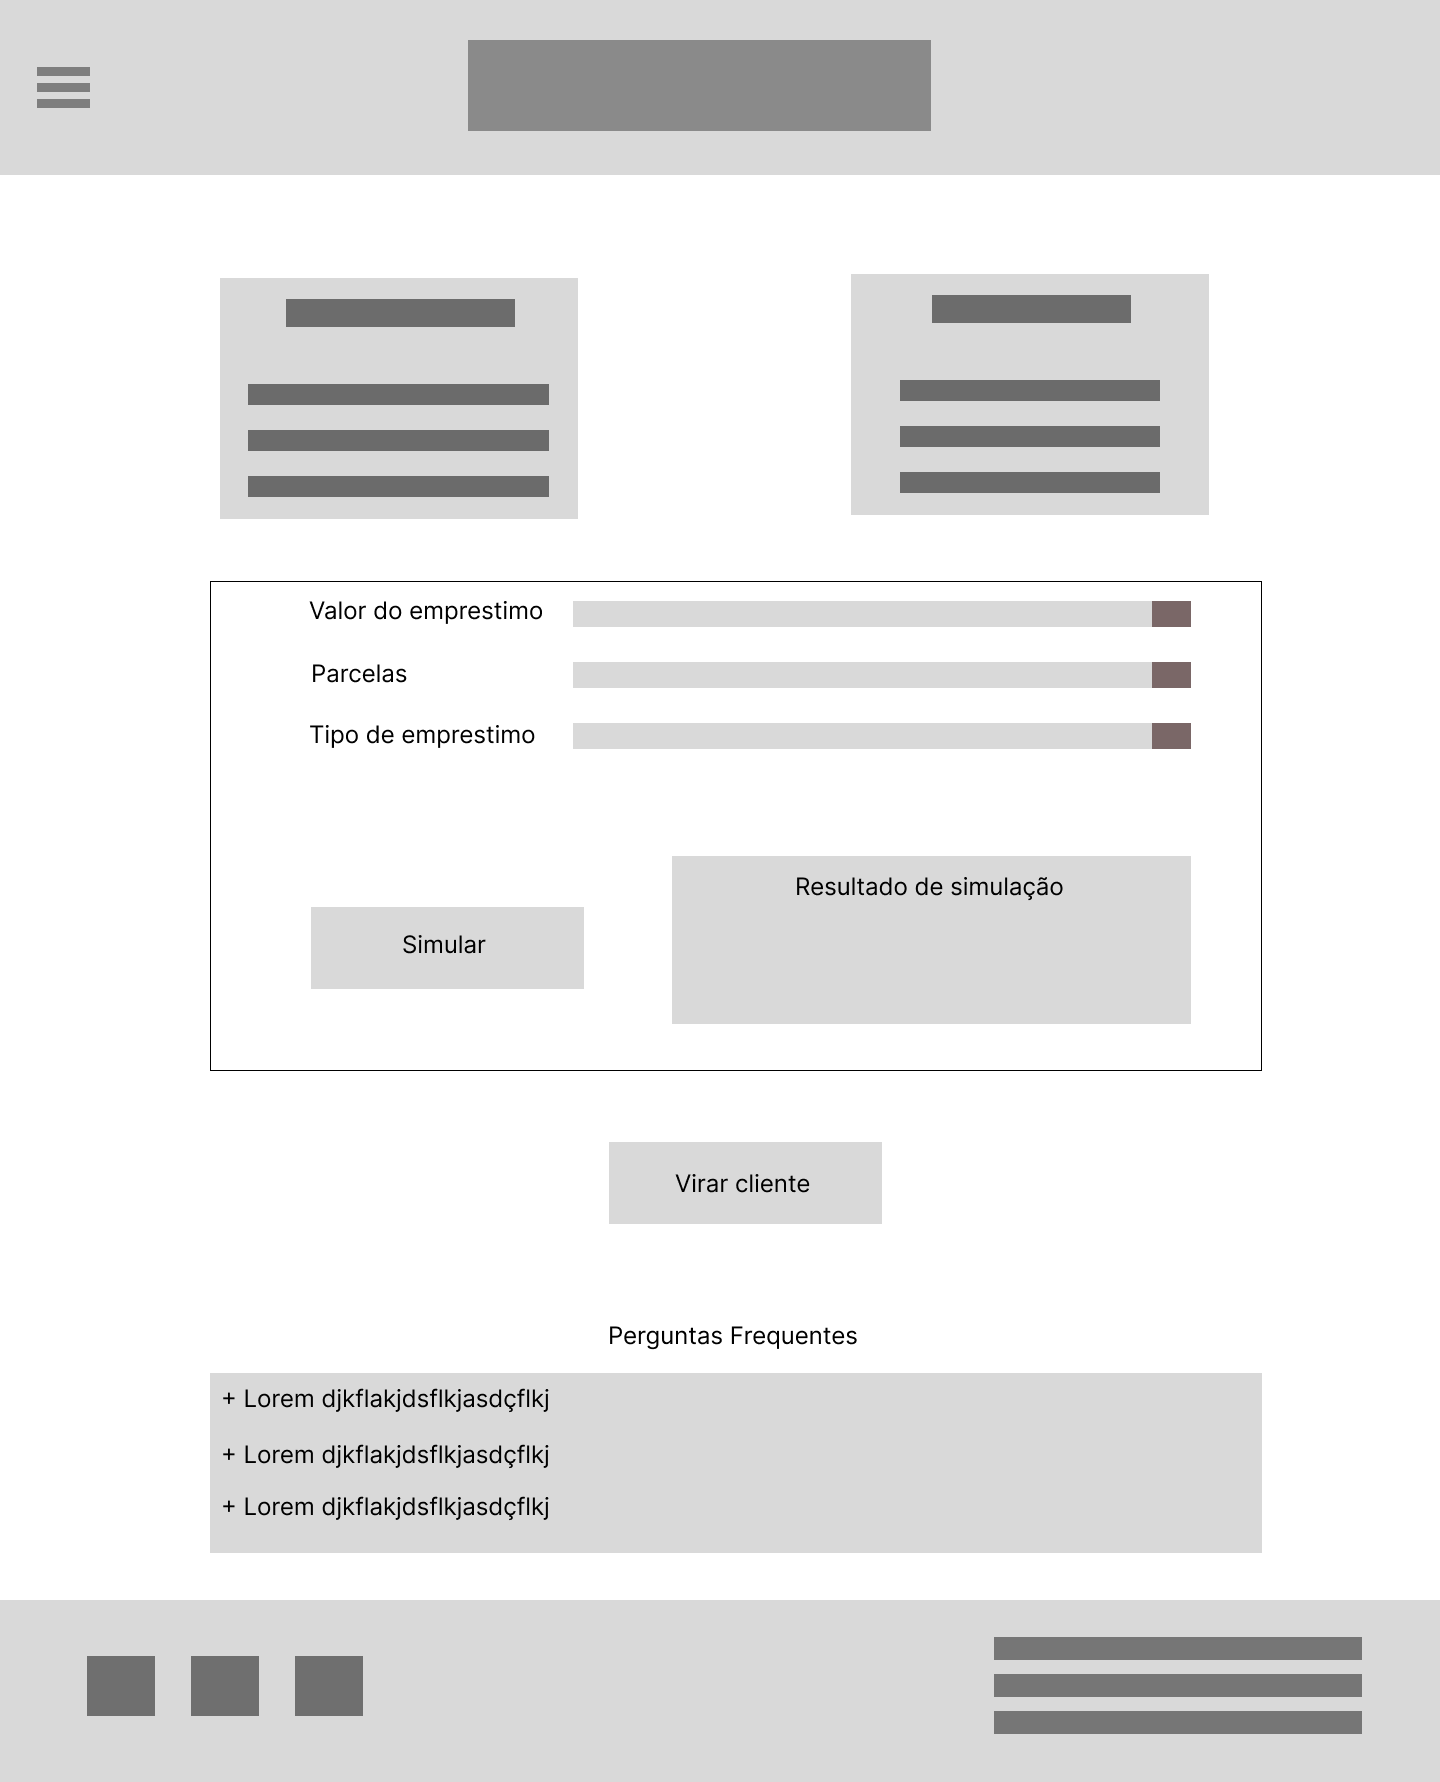 Valor do emprestimo
Parcelas
Tipo de emprestimo
Resultado de simulação
Simular
Virar cliente
Perguntas Frequentes
+ Lorem djkflakjdsflkjasdçflkj
+ Lorem djkflakjdsflkjasdçflkj
+ Lorem djkflakjdsflkjasdçflkj